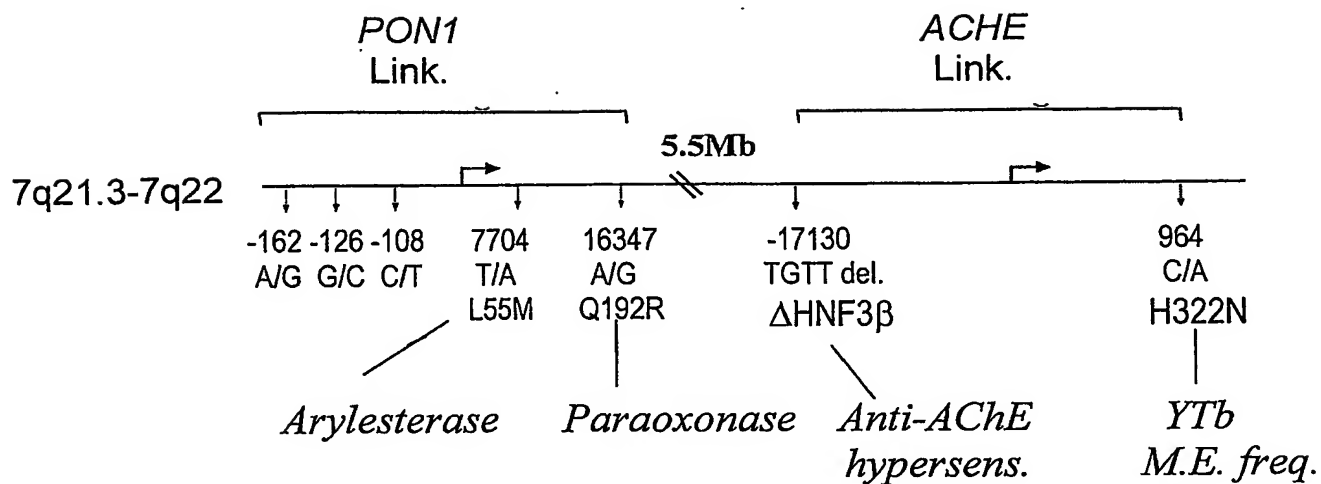 PON1
Link.
ACHE
Link.
5.5Mb
7q21.3-7q22
-162 -126 -108 7704 16347 -17130 964
A/G G/C C/T T/A A/G TGTT del. C/A
L55M Q192R ΔHNF3β H322N
Arylesterase Paraoxonase Anti-AChE YTb
hypersens. M.E. freq.